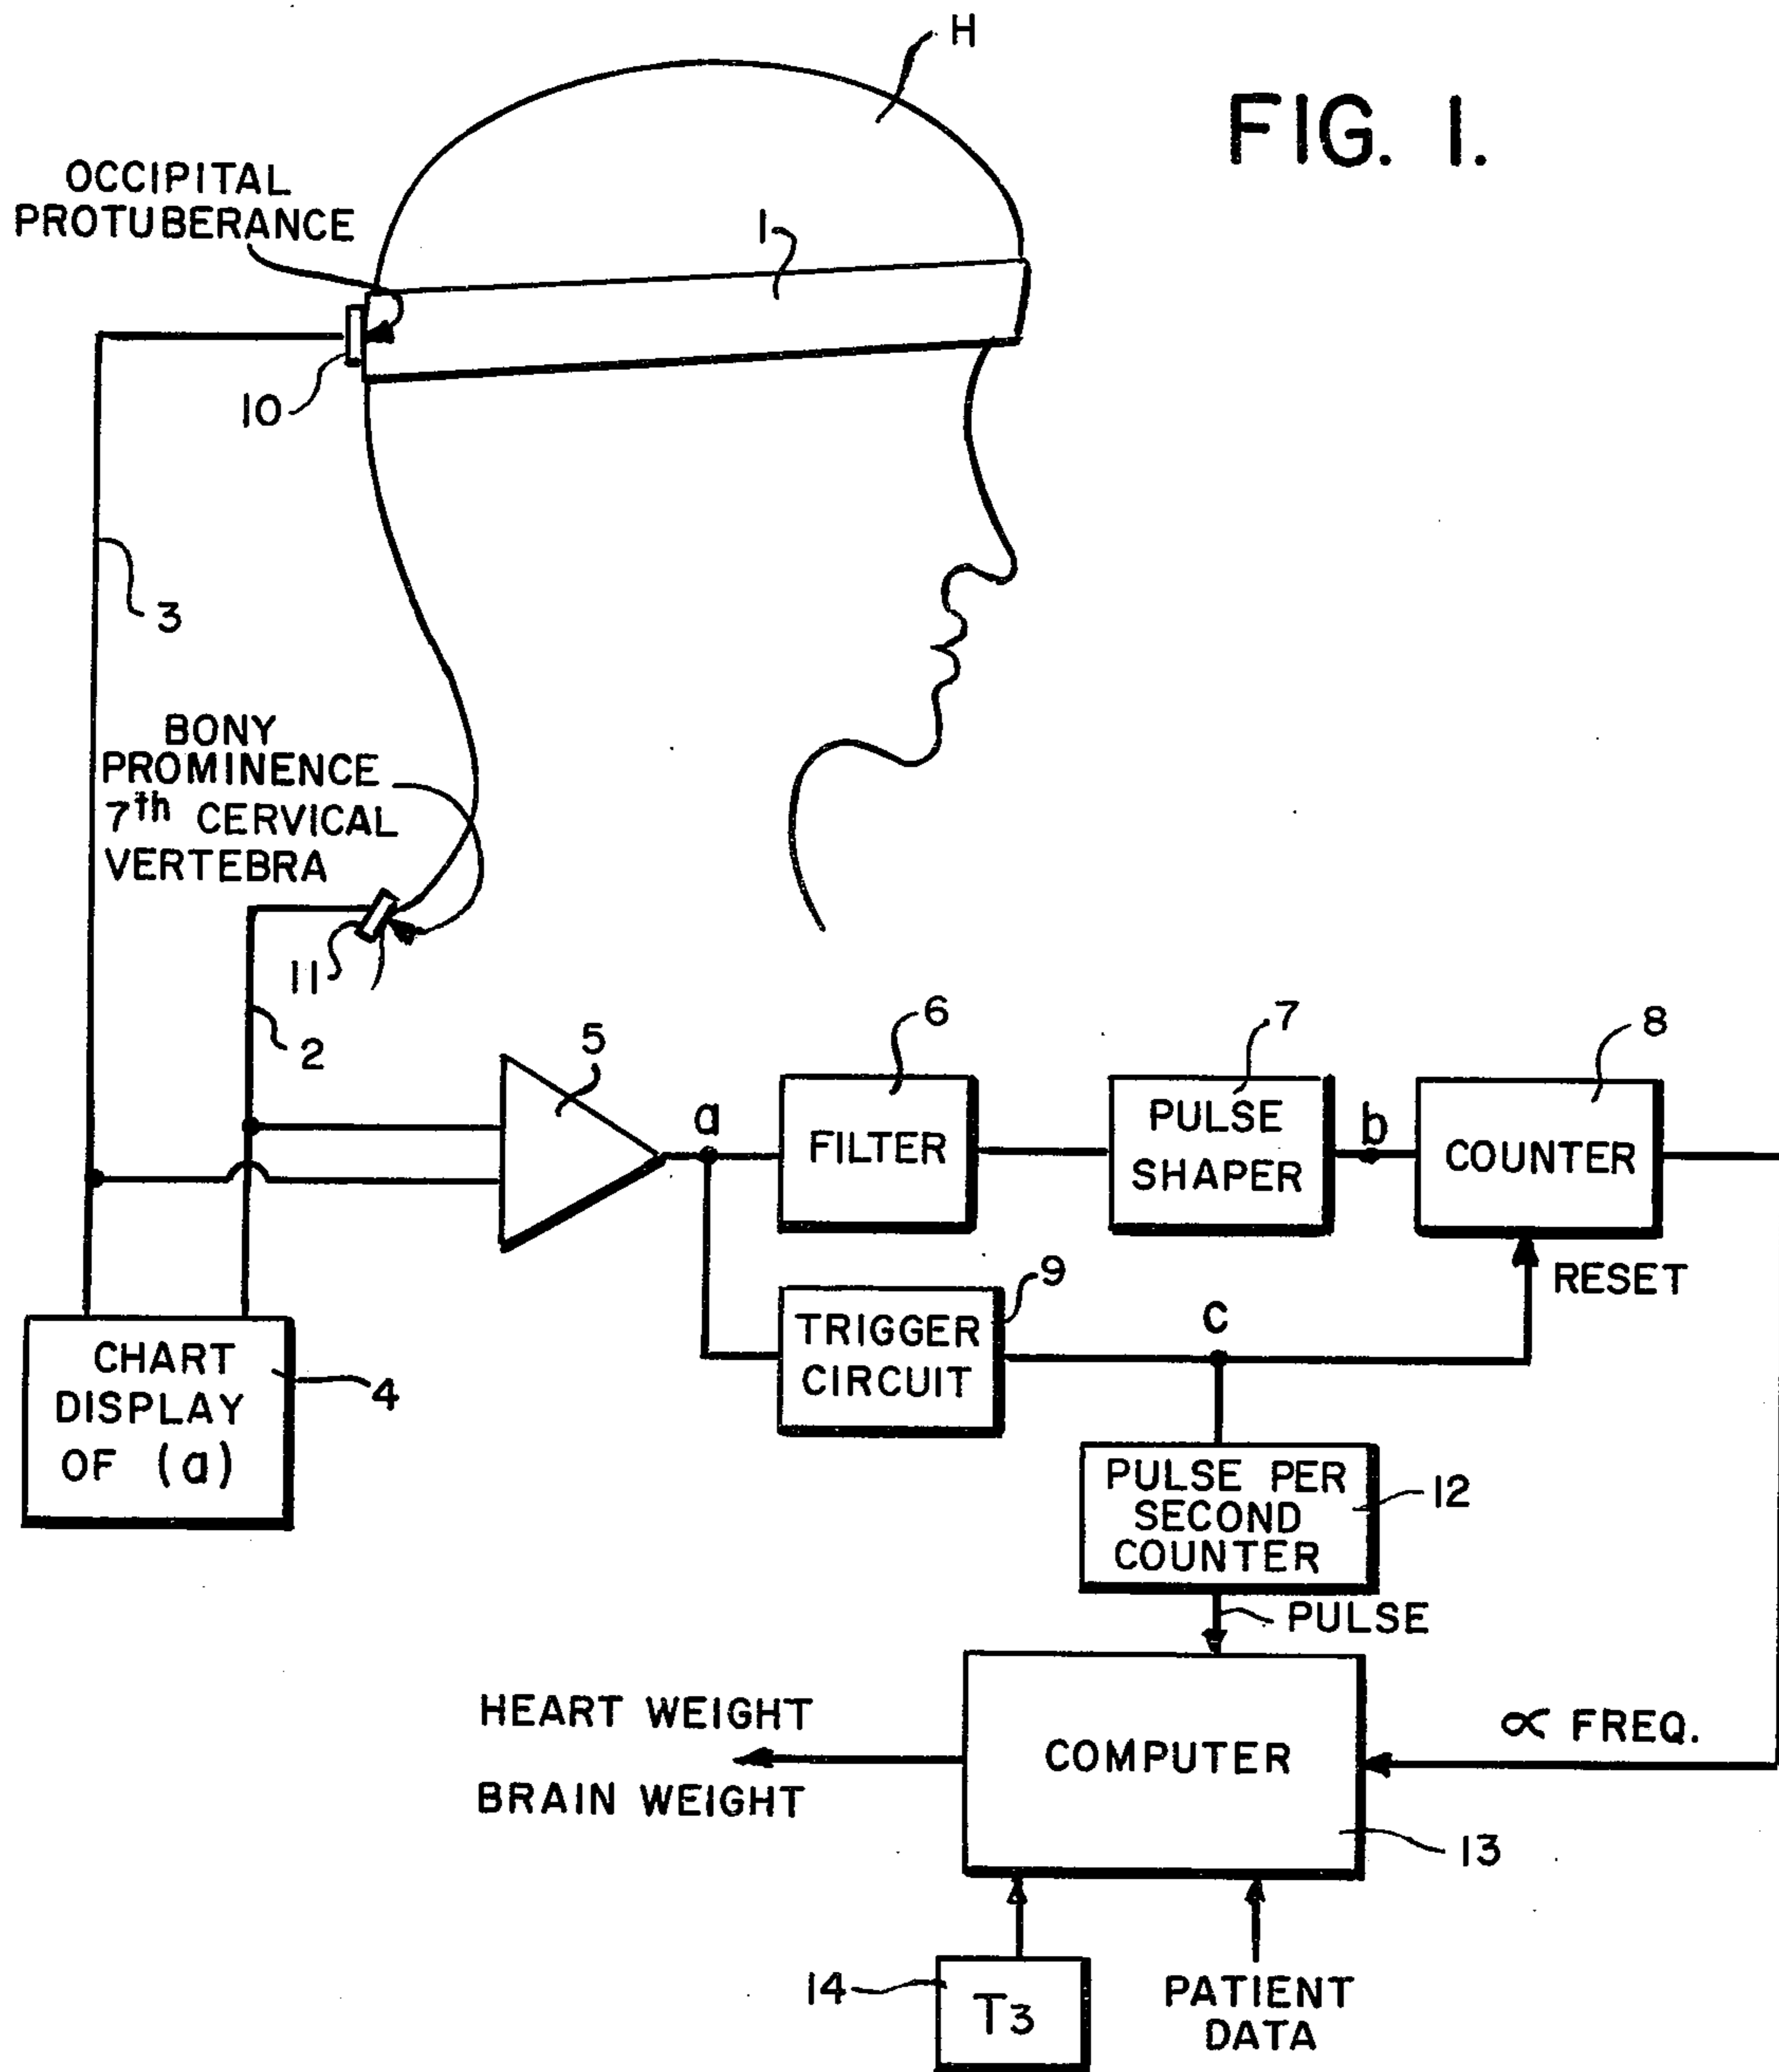 H
FIG. 1.
OCCIPITAL
PROTUBERANCE
1
10
3
BONY
PROMINENCE
7th CERVICAL
VERTEBRA
11
2
5
a
6
FILTER
7
PULSE
SHAPER
b
8
COUNTER
RESET
9
TRIGGER
CIRCUIT
C
CHART
DISPLAY
OF (a)
4
PULSE PER
SECOND
COUNTER
12
PULSE
HEART WEIGHT
BRAIN WEIGHT
COMPUTER
∝ FREQ.
13
14
T3
PATIENT
DATA